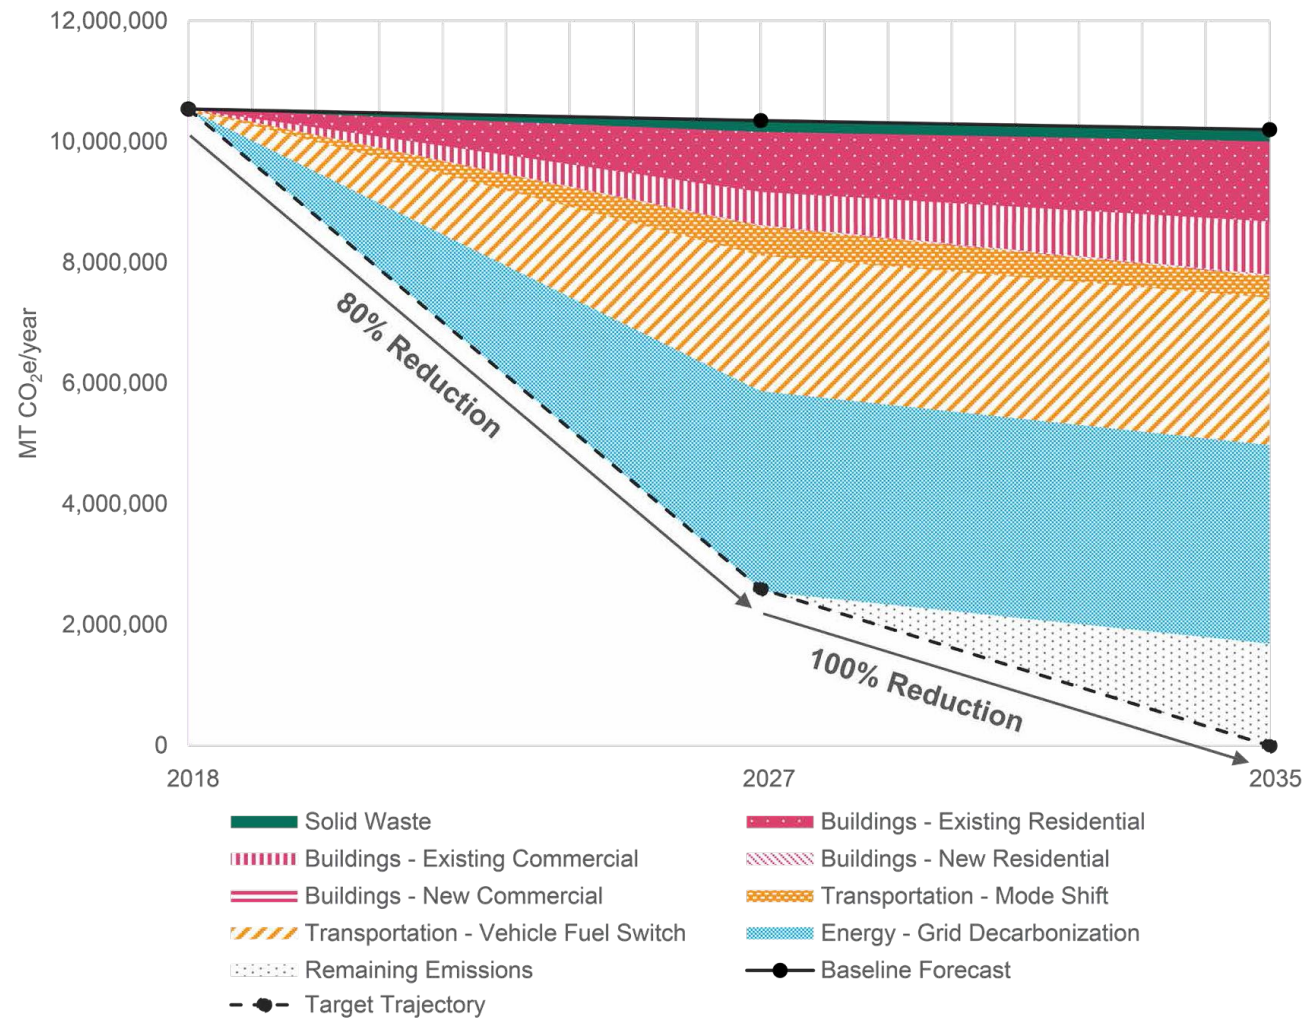 12,000,000
10,000,000
8,000,000
6,000,000
4,000,000
2,000,000
0
MT CO₂e/year
80% Reduction
100% Reduction
2018 2027 2035
Solid Waste
Buildings - Existing Residential
Buildings - Existing Commercial
Buildings - New Residential
Buildings - New Commercial
Transportation - Mode Shift
Transportation - Vehicle Fuel Switch
Energy - Grid Decarbonization
Remaining Emissions
Baseline Forecast
Target Trajectory